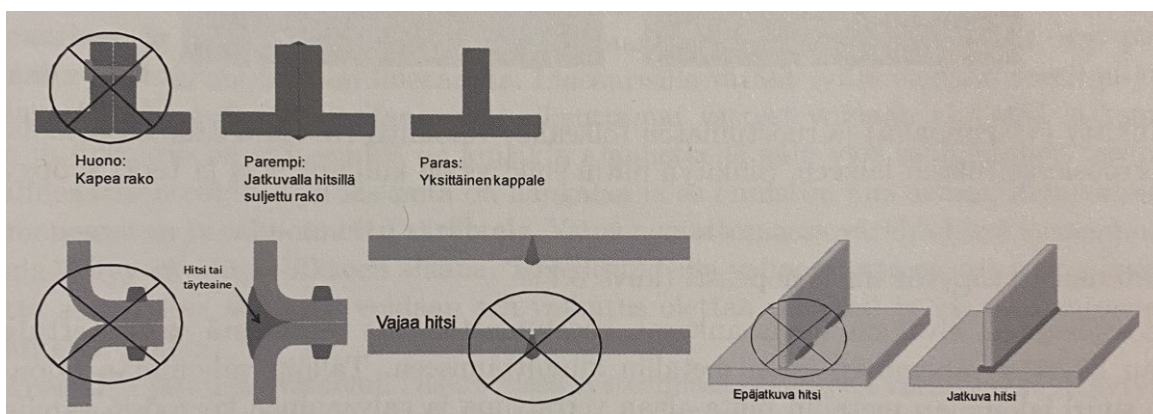 Huono:
Kapea rako
Parempi:
Jatkuvalla hitsillä
suljettu rako
Paras:
Yksittäinen kappale
Hitsi tai
täyteaine
Vajaa hitsi
Epäjatkuva hitsi
Jatkuva hitsi